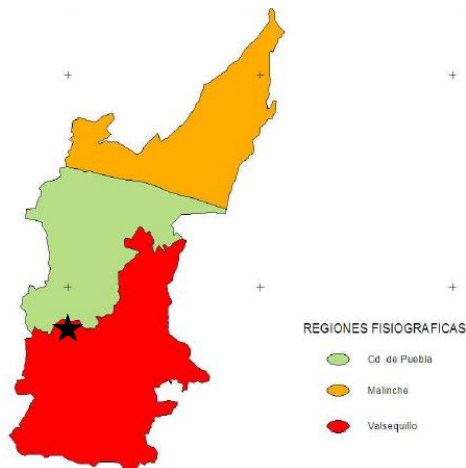 REGIONES FISIOGRAFICAS
Cd de Puebla
Malinche
Valsequillo